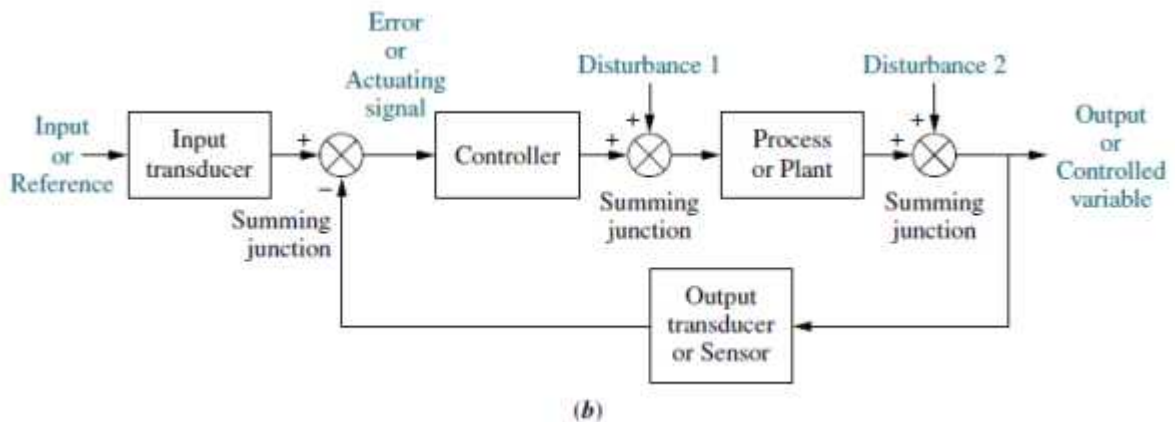 Error
or
Actuating
signal
Disturbance 1
Disturbance 2
Input
or
Reference
Input
transducer
+
−
Summing
junction
Controller
+
+
Summing
junction
Process
or Plant
+
+
Summing
junction
Output
or
Controlled
variable
Output
transducer
or Sensor
(b)